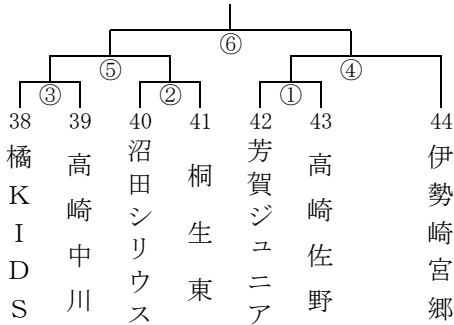 ⑥
⑤ ④
③ ② ①
38 39 40 41 42 43 44
橘KIDS
高崎中川
沼田シリウス
桐生東
芳賀ジュニア
高崎佐野
伊勢崎宮郷